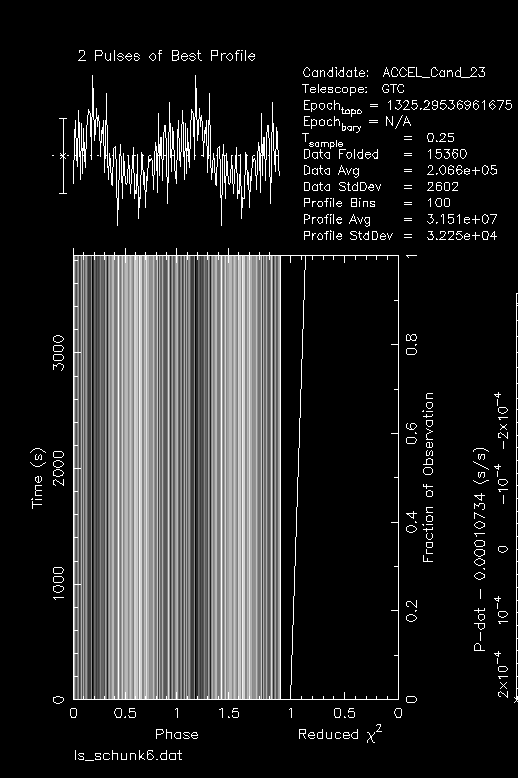 2 Pulses of Best Profile
Candidate: ACCEL_Cand_23
Telescope: GTC
Epoch_topo = 1325.29536961675
Epoch_bary = N/A
T_sample = 0.25
Data Folded = 15360
Data Avg = 2.066e+05
Data StdDev = 2602
Profile Bins = 100
Profile Avg = 3.151e+07
Profile StdDev = 3.225e+04
Time (s)
0 1000 2000 3000
0 0.5 1 1.5
Phase
1 0
Reduced χ²
0 0.2 0.4 0.6 0.8 1
Fraction of Observation
P-dot - 0.00010734 (s/s)
2×10⁻⁴ 10⁻⁴ 0 -10⁻⁴ -2×10⁻⁴
ls_schunk6.dat